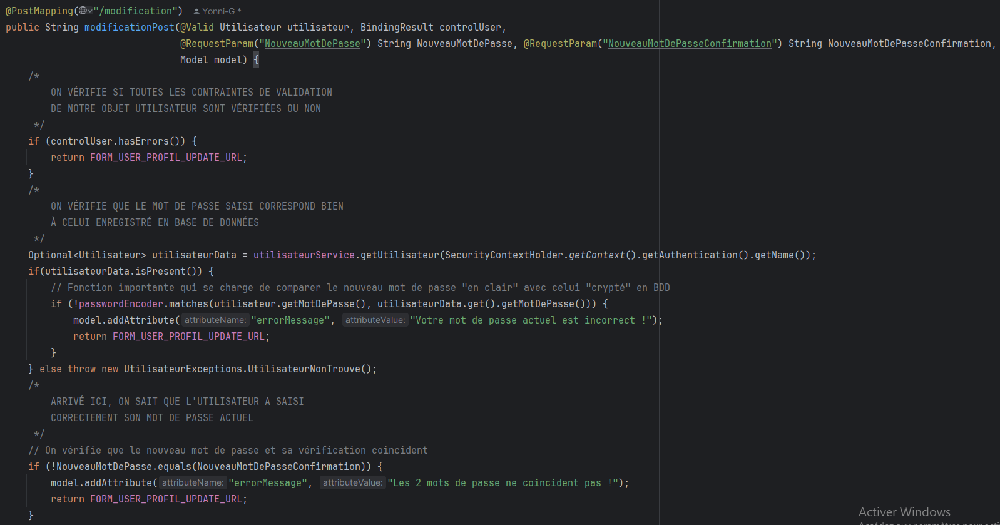 @PostMapping("/modification") Yonni-G *
public String modificationPost(@Valid Utilisateur utilisateur, BindingResult controlUser,
@RequestParam("NouveauMotDePasse") String NouveauMotDePasse, @RequestParam("NouveauMotDePasseConfirmation") String NouveauMotDePasseConfirmation,
Model model) {
/*
ON VÉRIFIE SI TOUTES LES CONTRAINTES DE VALIDATION
DE NOTRE OBJET UTILISATEUR SONT VÉRIFIÉES OU NON
*/
if (controlUser.hasErrors()) {
return FORM_USER_PROFIL_UPDATE_URL;
}
/*
ON VÉRIFIE QUE LE MOT DE PASSE SAISI CORRESPOND BIEN
À CELUI ENREGISTRÉ EN BASE DE DONNÉES
*/
Optional<Utilisateur> utilisateurData = utilisateurService.getUtilisateur(SecurityContextHolder.getContext().getAuthentication().getName());
if(utilisateurData.isPresent()) {
// Fonction importante qui se charge de comparer le nouveau mot de passe "en clair" avec celui "crypté" en BDD
if (!passwordEncoder.matches(utilisateur.getMotDePasse(), utilisateurData.get().getMotDePasse())) {
model.addAttribute( attributeName: "errorMessage", attributeValue: "Votre mot de passe actuel est incorrect !");
return FORM_USER_PROFIL_UPDATE_URL;
}
} else throw new UtilisateurExceptions.UtilisateurNonTrouve();
/*
ARRIVÉ ICI, ON SAIT QUE L'UTILISATEUR A SAISI
CORRECTEMENT SON MOT DE PASSE ACTUEL
*/
// On vérifie que le nouveau mot de passe et sa vérification coincident
if (!NouveauMotDePasse.equals(NouveauMotDePasseConfirmation)) {
model.addAttribute( attributeName: "errorMessage", attributeValue: "Les 2 mots de passe ne coincident pas !");
return FORM_USER_PROFIL_UPDATE_URL;
}
Activer Windows